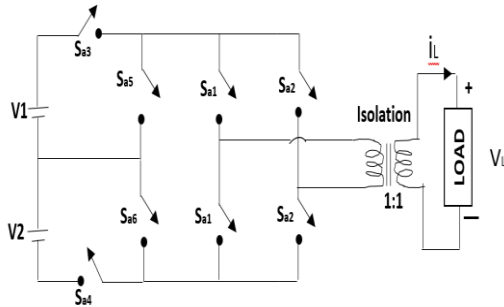 Sa3
Sa5
Sa1
Sa2
iL
+
V1
Isolation
LOAD
VL
1:1
V2
Sa6
Sa1
Sa2
Sa4